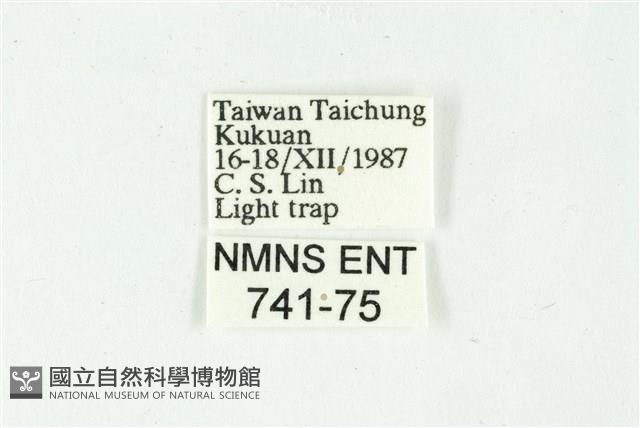 Taiwan Taichung
Kukuan
16-18/XII/1987
C. S. Lin
Light trap
NMNS ENT
741-75
國立自然科學博物館
NATIONAL MUSEUM OF NATURAL SCIENCE